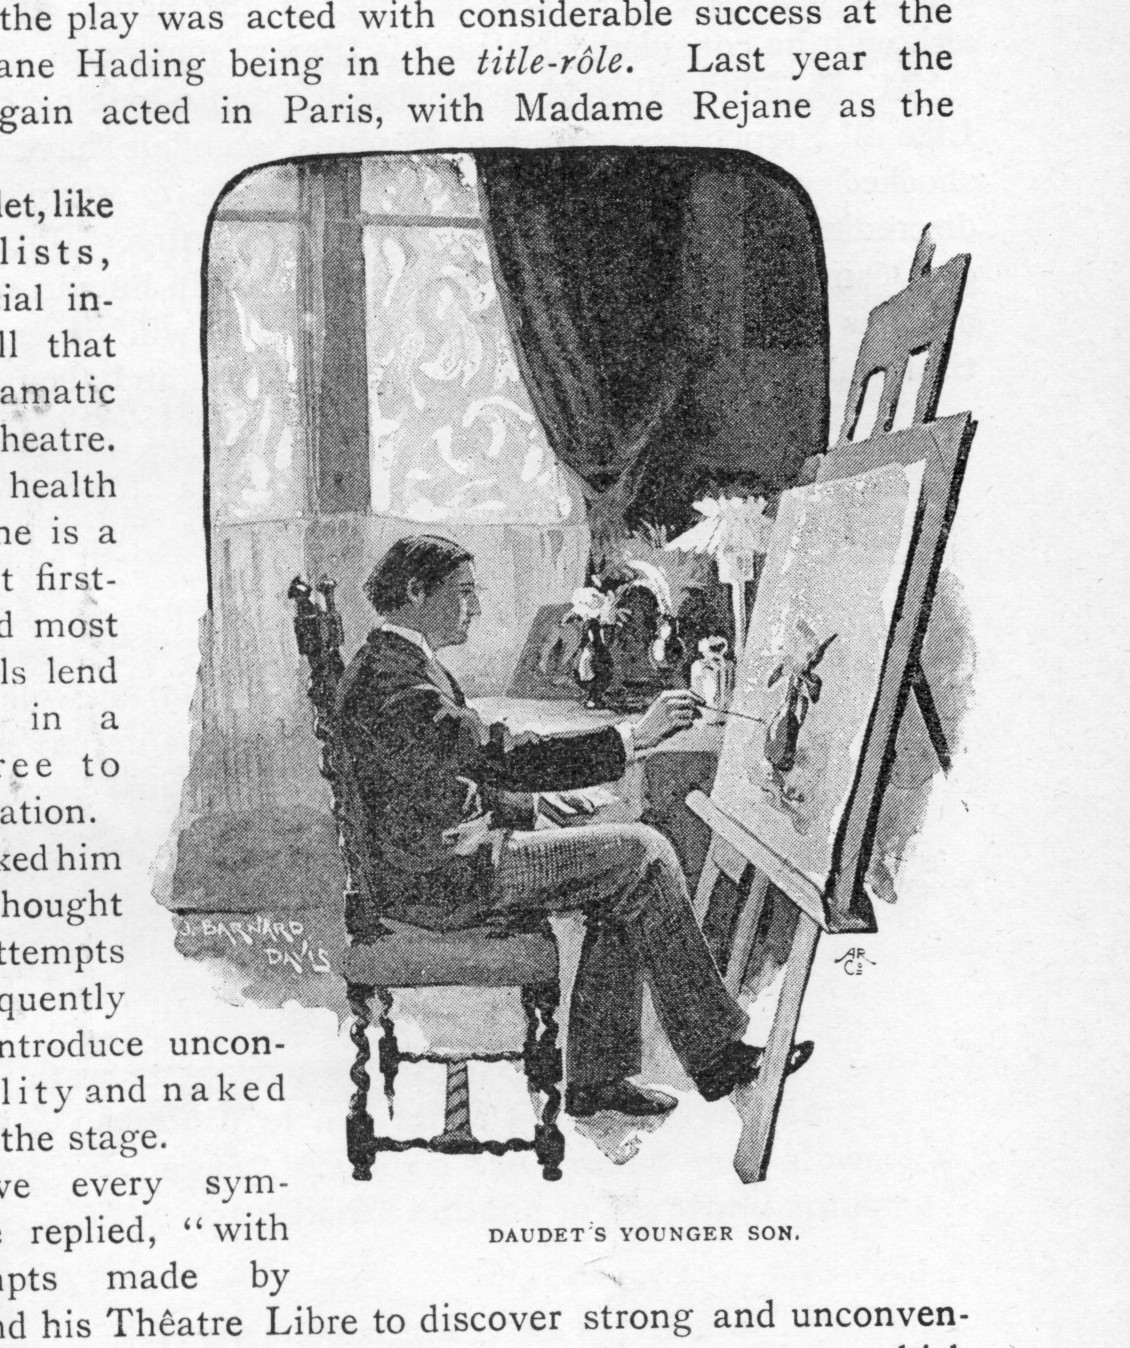 the play was acted with considerable success at the
ane Hading being in the title-rôle. Last year the
gain acted in Paris, with Madame Rejane as the
let, like
lists,
cial in-
ll that
amatic
heatre.
health
he is a
t first-
d most
ls lend
in a
ree to
ation.
ked him
hought
ttempts
quently
ntroduce uncon-
lity and naked
the stage.
ve every sym-
replied, "with
mpts made by
nd his Thêatre Libre to discover strong and unconven-
J. BARNARD
DAVIS
AR
Co
DAUDET'S YOUNGER SON.